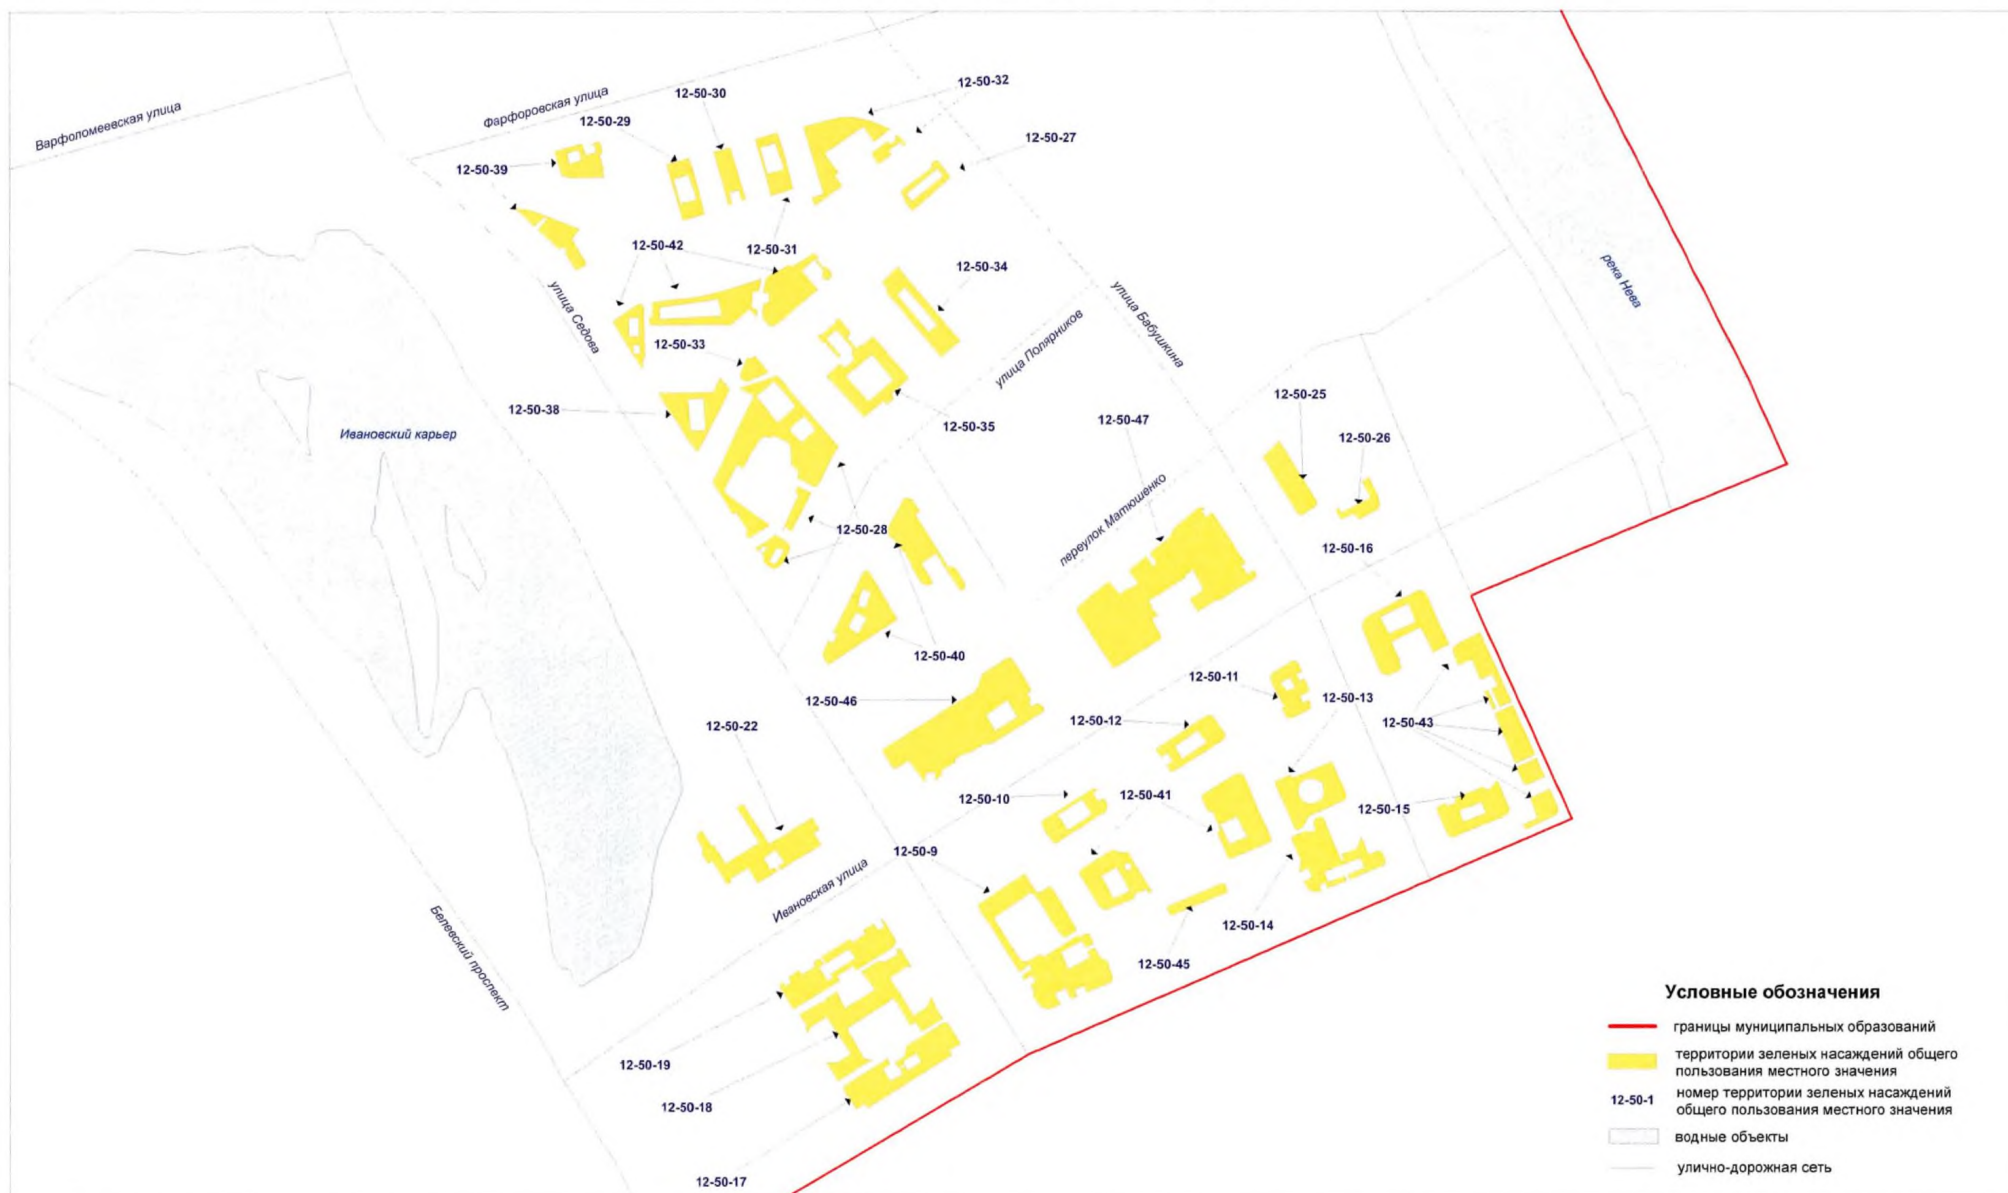 12-50-32
12-50-30
Фарфоровская улица
12-50-29
Варфоломеевская улица
12-50-27
12-50-39
12-50-42
12-50-31
12-50-34
река Нева
улица Седова
улица Бабушкина
12-50-33
улица Полярников
12-50-38
12-50-25
12-50-47
12-50-35
Ивановский карьер
12-50-26
переулок Матюшенко
12-50-28
12-50-16
12-50-40
12-50-11
12-50-13
12-50-46
12-50-12
12-50-43
12-50-22
12-50-10
12-50-41
12-50-15
12-50-9
Ивановская улица
12-50-14
Белевский проспект
12-50-45
12-50-19
12-50-18
12-50-17
Условные обозначения
границы муниципальных образований
территории зеленых насаждений общего
пользования местного значения
12-50-1
номер территории зеленых насаждений
общего пользования местного значения
водные объекты
улично-дорожная сеть